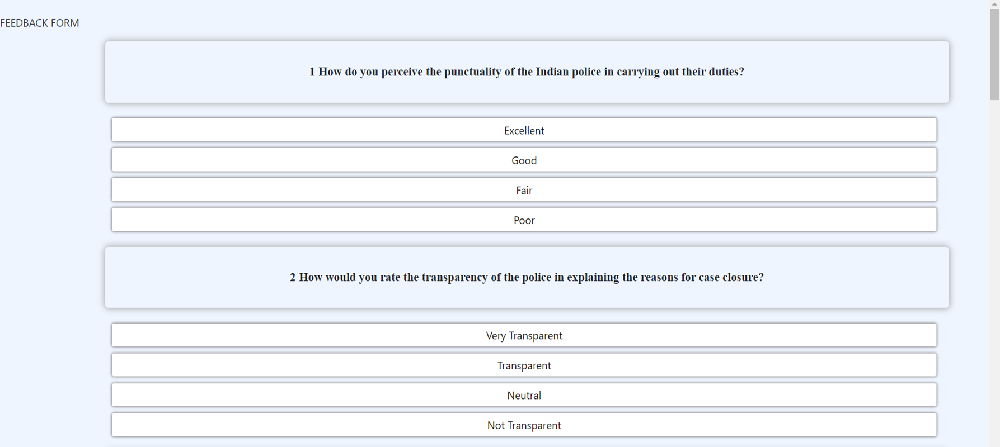 FEEDBACK FORM
1 How do you perceive the punctuality of the Indian police in carrying out their duties?
Excellent
Good
Fair
Poor
2 How would you rate the transparency of the police in explaining the reasons for case closure?
Very Transparent
Transparent
Neutral
Not Transparent